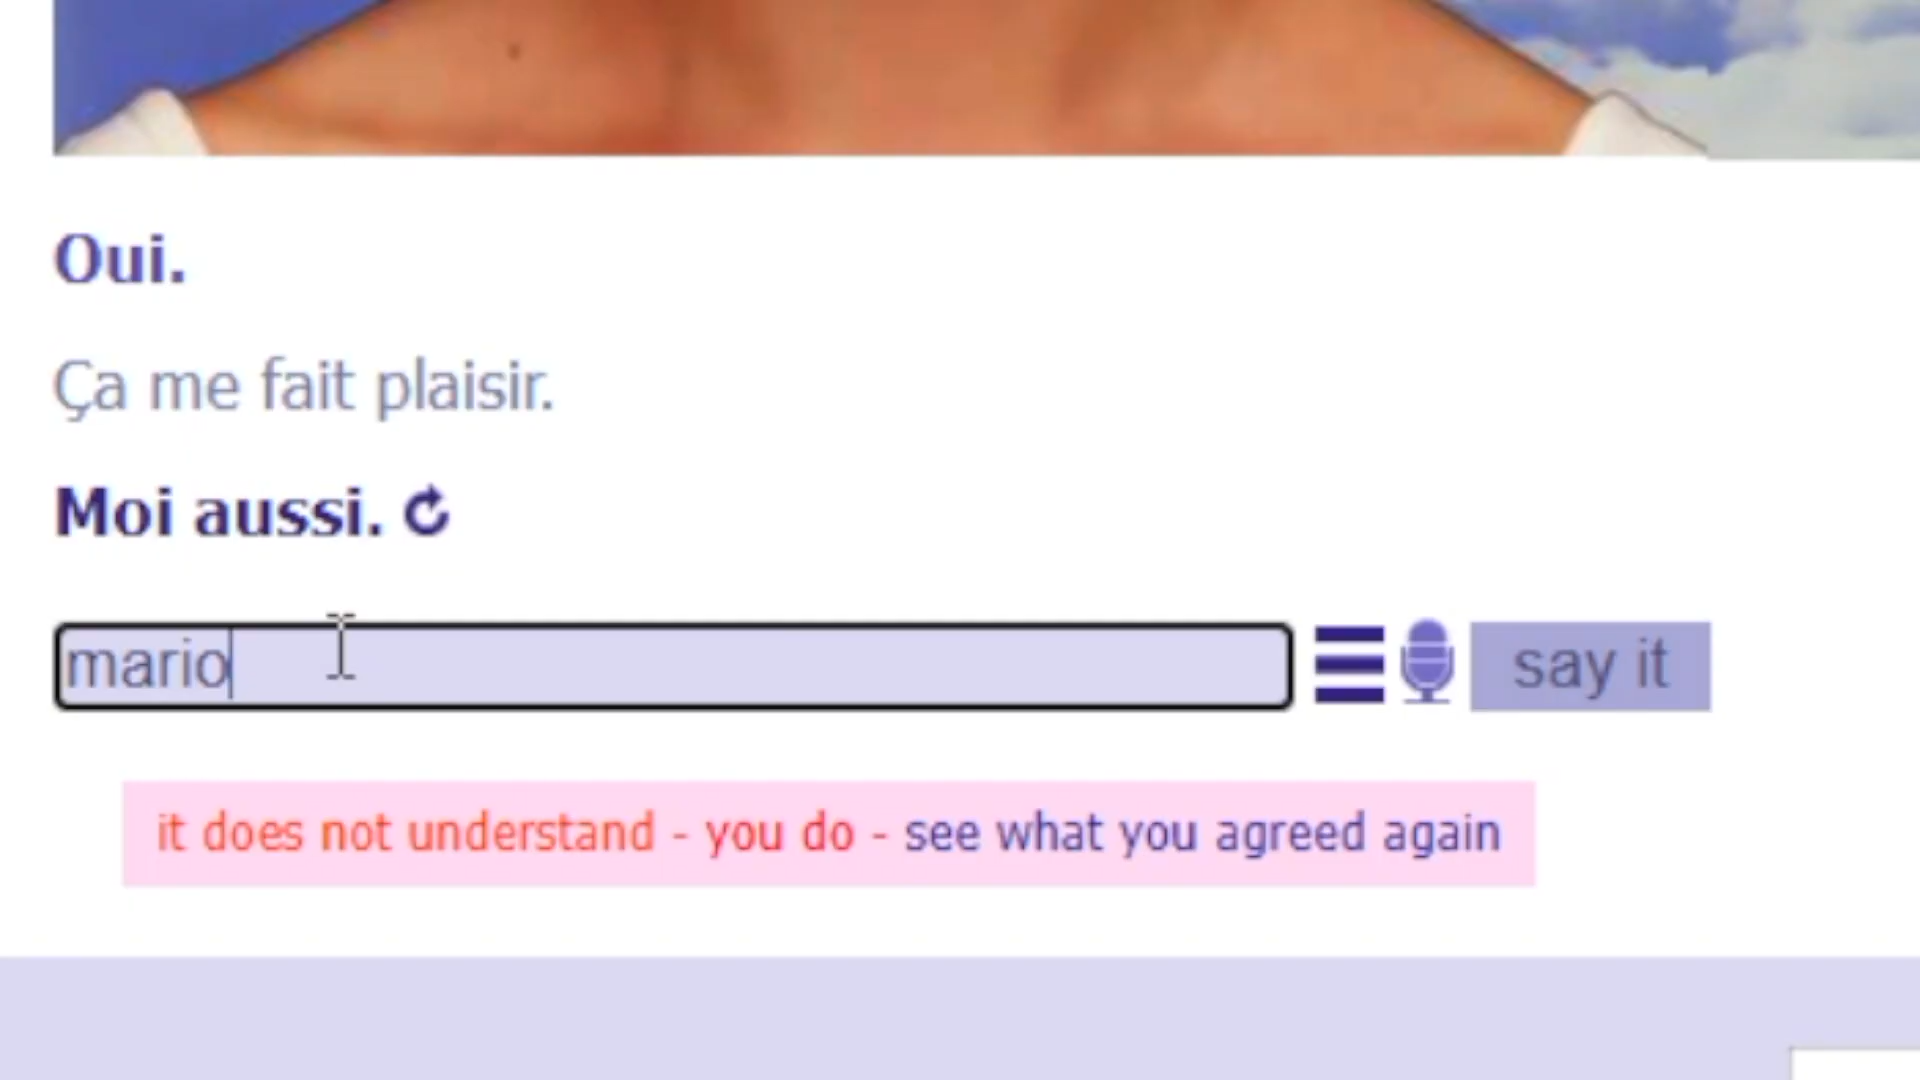 Oui.
Ça me fait plaisir.
Moi aussi.
mario
say it
it does not understand - you do - see what you agreed again